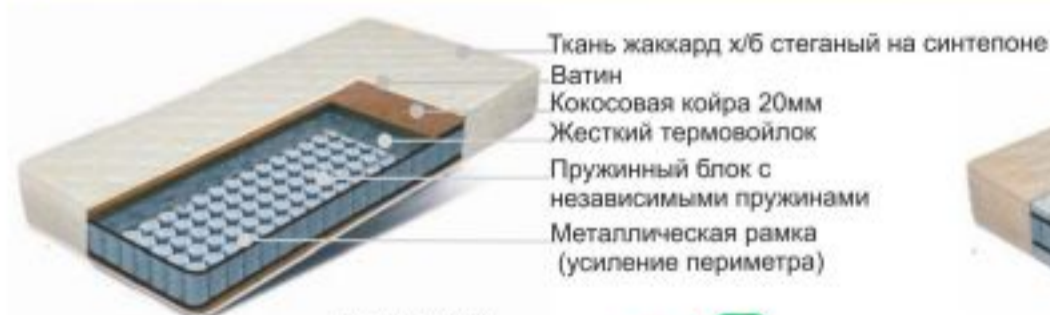 Ткань жаккард х/б стеганый на синтепоне
Ватин
Кокосовая койра 20мм
Жесткий термовойлок
Пружинный блок с
независимыми пружинами
Металлическая рамка
(усиление периметра)